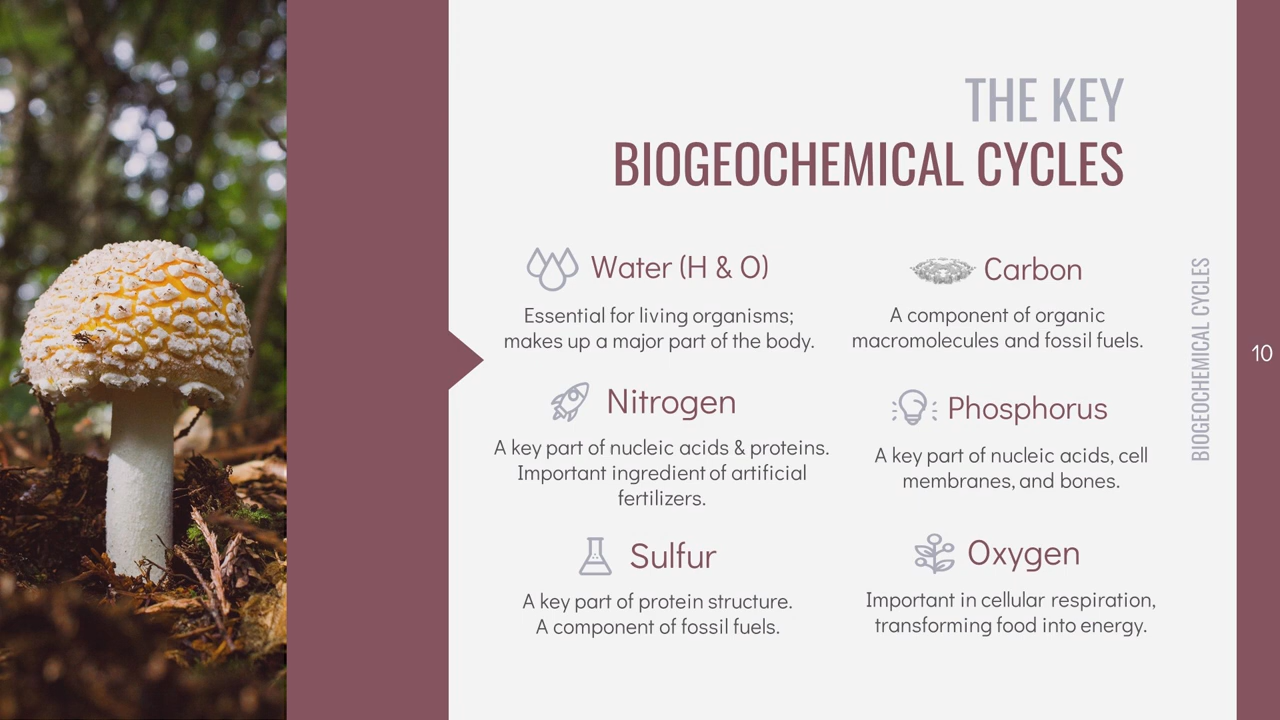 THE KEY
BIOGEOCHEMICAL CYCLES
Water (H & O)
Essential for living organisms;
makes up a major part of the body.
Carbon
A component of organic
macromolecules and fossil fuels.
Nitrogen
A key part of nucleic acids & proteins.
Important ingredient of artificial
fertilizers.
Phosphorus
A key part of nucleic acids, cell
membranes, and bones.
Sulfur
A key part of protein structure.
A component of fossil fuels.
Oxygen
Important in cellular respiration,
transforming food into energy.
BIOGEOCHEMICAL CYCLES
10